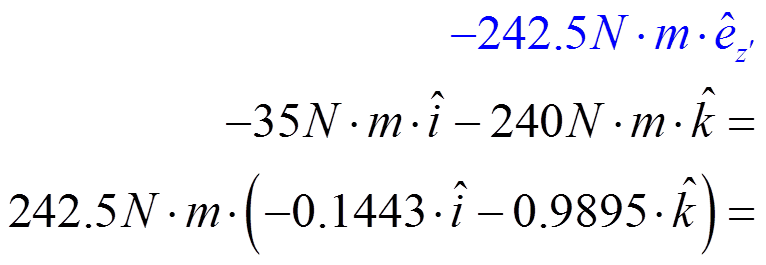 −242.5N·m·ê_z′
−35N·m·î − 240N·m·k̂ =
242.5N·m·(−0.1443·î − 0.9895·k̂) =